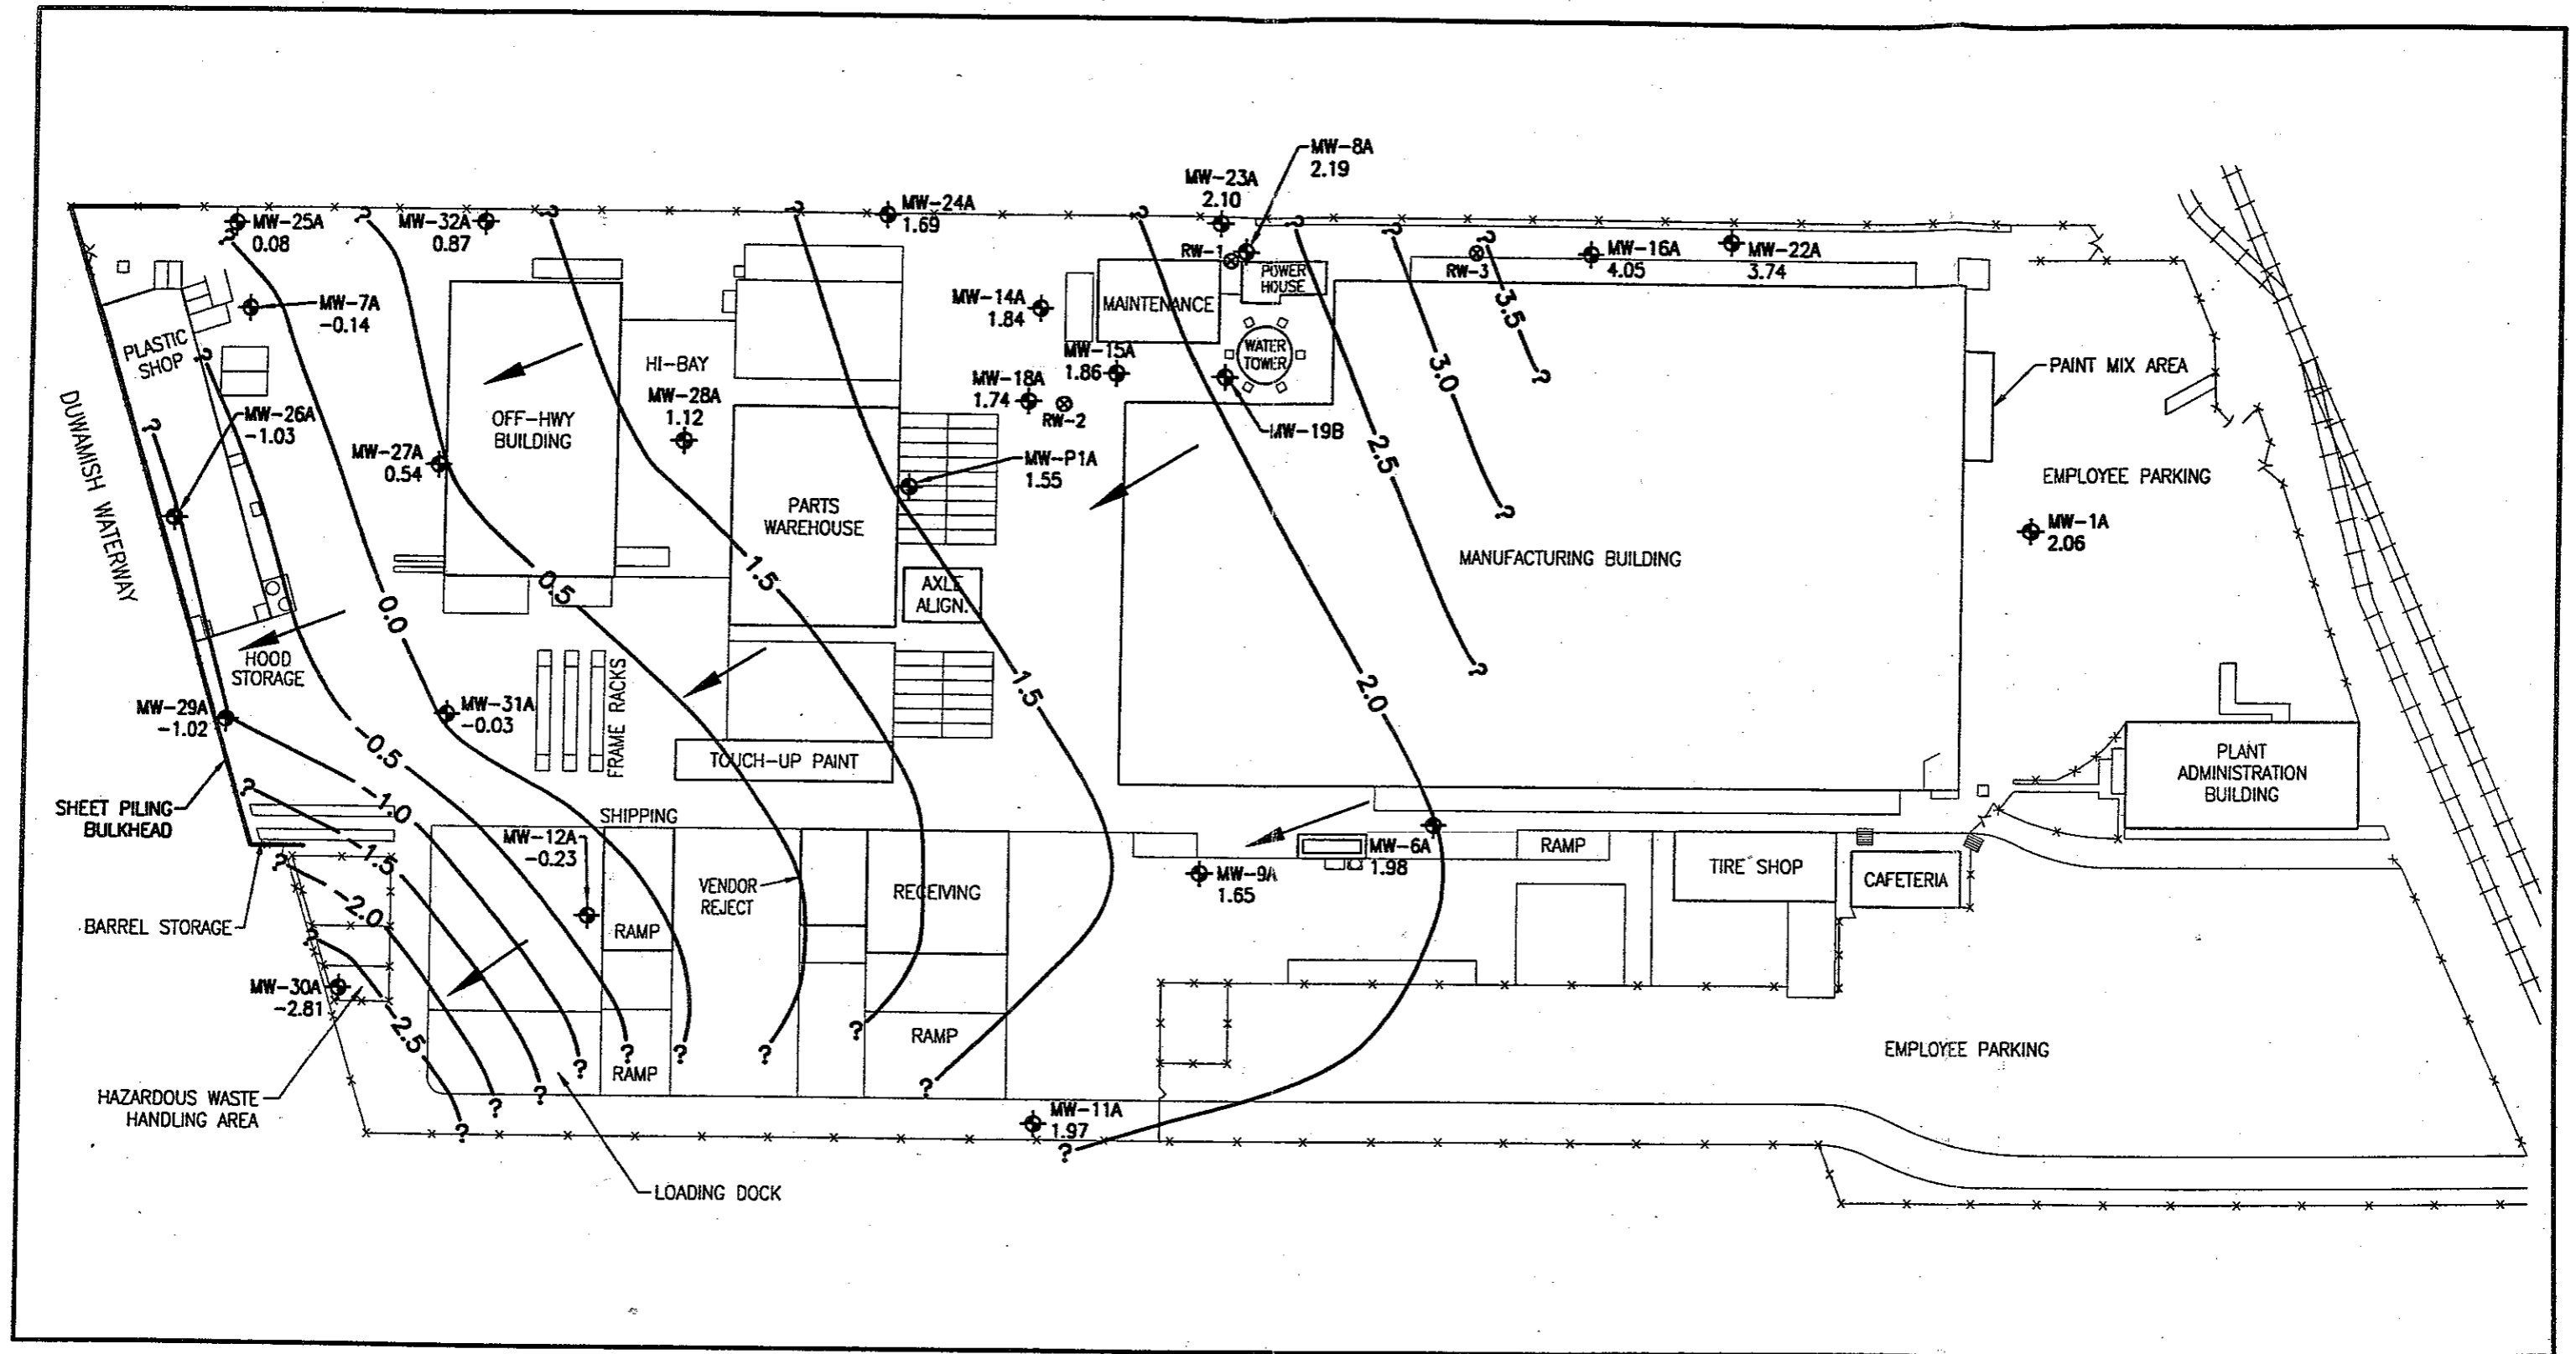 MW-8A
2.19
MW-23A
2.10
MW-24A
1.69
MW-25A
0.08
MW-32A
0.87
RW-1
POWER
HOUSE
RW-3
MW-16A
4.05
MW-22A
3.74
MW-7A
-0.14
MW-14A
1.84
MAINTENANCE
3.5
PLASTIC
SHOP
HI-BAY
MW-15A
1.86
WATER
TOWER
3.0
PAINT MIX AREA
MW-28A
1.12
MW-18A
1.74
RW-2
DUWAMISH WATERWAY
MW-26A
-1.03
OFF-HWY
BUILDING
MW-19B
2.5
MW-27A
0.54
MW-P1A
1.55
EMPLOYEE PARKING
PARTS
WAREHOUSE
MW-1A
2.06
MANUFACTURING BUILDING
1.5
0.5
AXLE
ALIGN.
0.0
HOOD
STORAGE
1.5
2.0
MW-29A
-1.02
MW-31A
-0.03
FRAME RACKS
-0.5
TOUCH-UP PAINT
PLANT
ADMINISTRATION
BUILDING
SHEET PILING
BULKHEAD
-1.0
SHIPPING
MW-12A
-0.23
-1.5
MW-6A
1.98
RAMP
TIRE SHOP
CAFETERIA
MW-9A
1.65
VENDOR
REJECT
RECEIVING
-2.0
BARREL STORAGE
RAMP
MW-30A
-2.81
-2.5
RAMP
RAMP
EMPLOYEE PARKING
HAZARDOUS WASTE
HANDLING AREA
MW-11A
1.97
LOADING DOCK